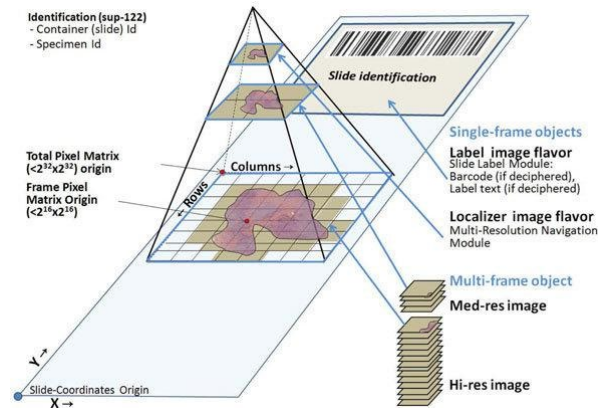 Identification (sup-122)
- Container (slide) Id
- Specimen Id
Slide identification
Total Pixel Matrix
(<2³²x2³²) origin
Columns →
← Rows
Frame Pixel
Matrix Origin
(<2¹⁶x2¹⁶)
Single-frame objects
Label image flavor
Slide Label Module:
Barcode (if deciphered),
Label text (if deciphered)
Localizer image flavor
Multi-Resolution Navigation
Module
Multi-frame object
Med-res image
Hi-res image
Y →
Slide-Coordinates Origin
X →